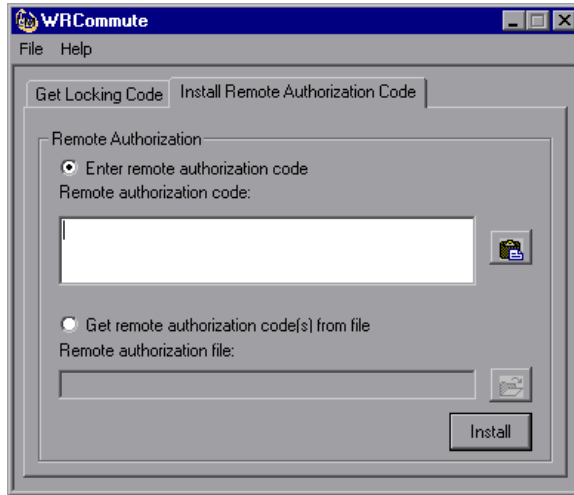 WRCommute
File Help
Get Locking Code Install Remote Authorization Code
Remote Authorization
Enter remote authorization code
Remote authorization code:
Get remote authorization code(s) from file
Remote authorization file:
Install